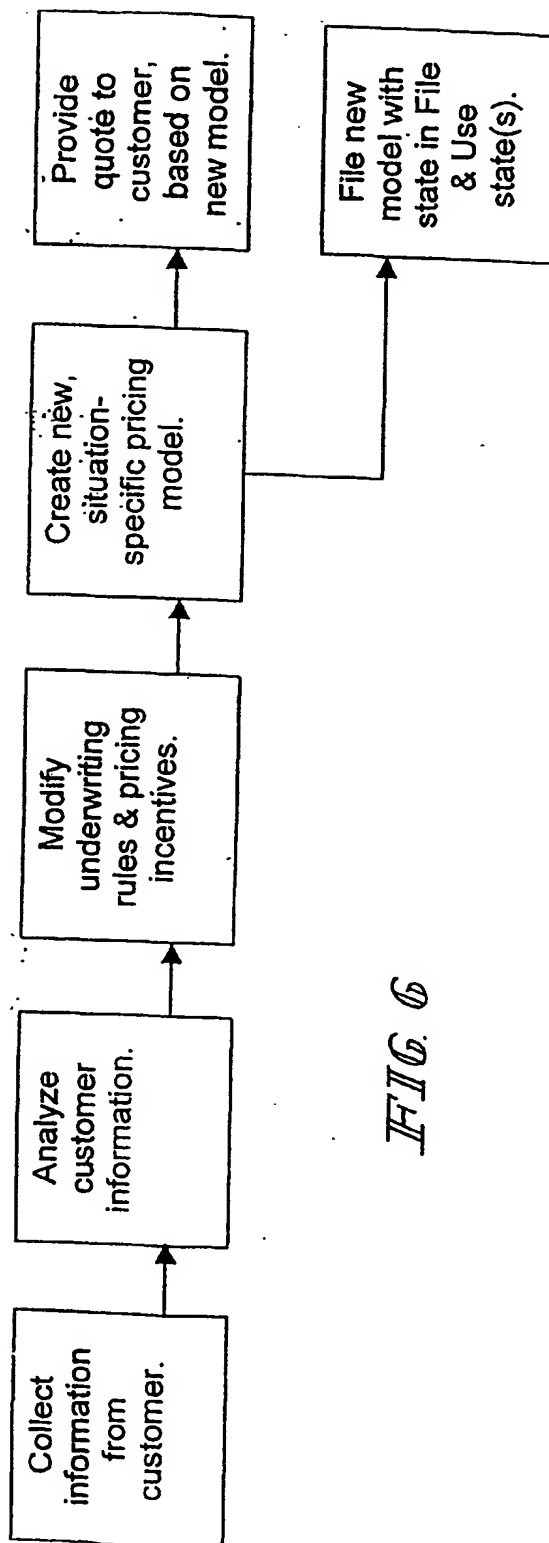 Collect
information
from
customer.
Analyze
customer
information.
Modify
underwriting
rules & pricing
incentives.
Create new,
situation-
specific pricing
model.
Provide
quote to
customer,
based on
new model.
File new
model with
state in File
& Use
state(s).
FIG. 6